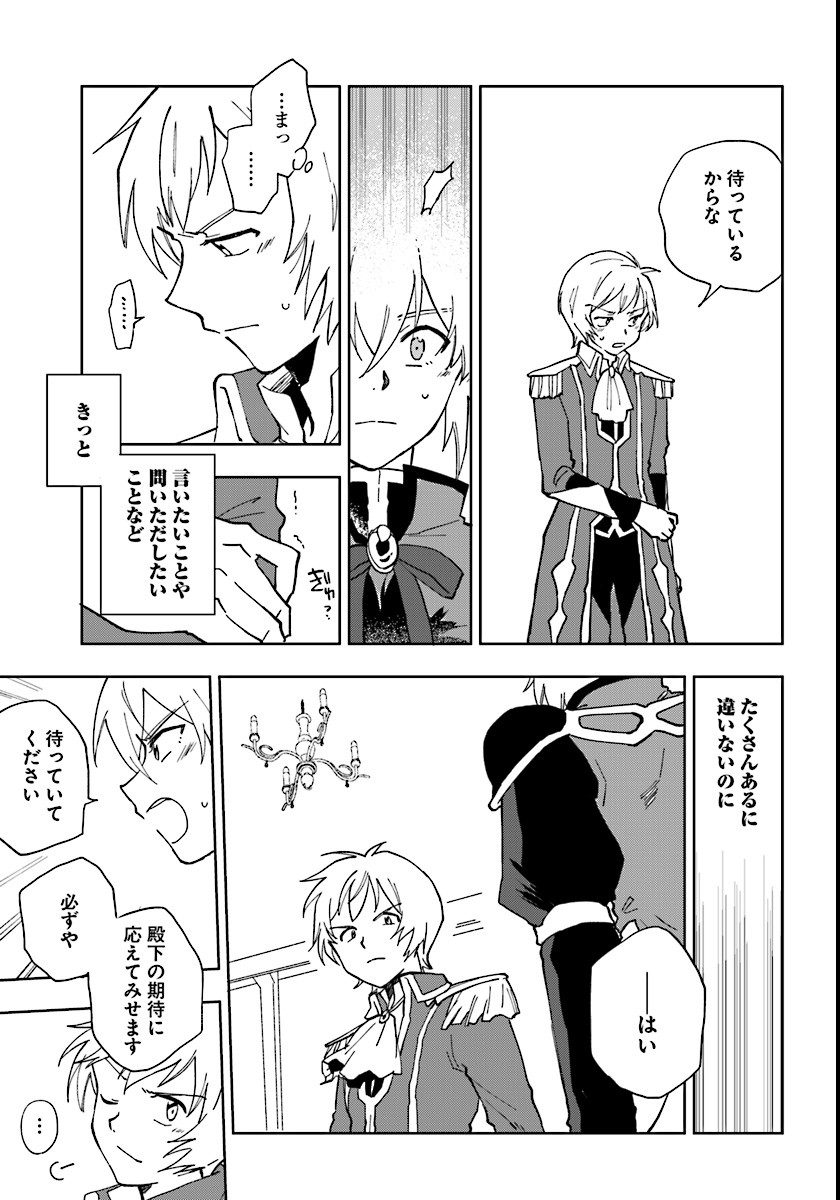 待っている
からな
…まっ
…
……
きっと
言いたいことや
問いただしたい
ことなど
ぎゅ?
たくさんあるに
違いないのに
──はい
待っていて
ください
必ずや
殿下の期待に
応えてみせます
…